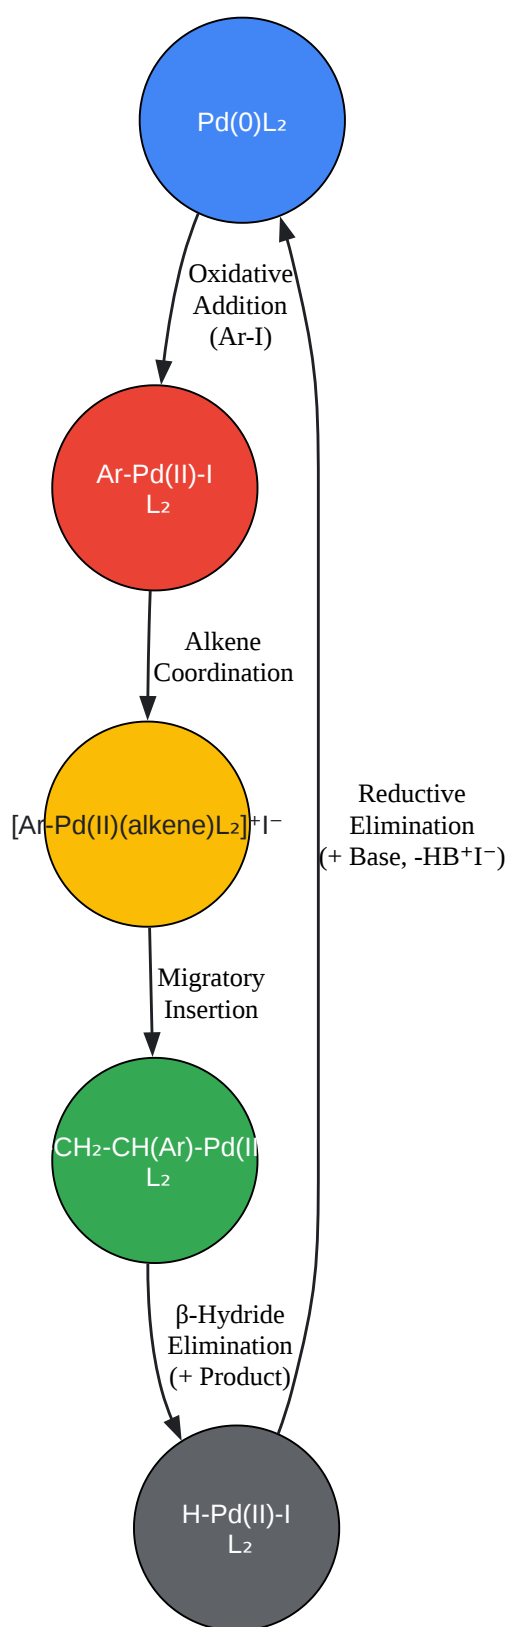 Pd(0)L₂
Oxidative
Addition
(Ar-I)
Ar-Pd(II)-I
L₂
Alkene
Coordination
[Ar-Pd(II)(alkene)L₂]⁺I⁻
Reductive
Elimination
(+ Base, -HB⁺I⁻)
Migratory
Insertion
CH₂-CH(Ar)-Pd(II
L₂
β-Hydride
Elimination
(+ Product)
H-Pd(II)-I
L₂